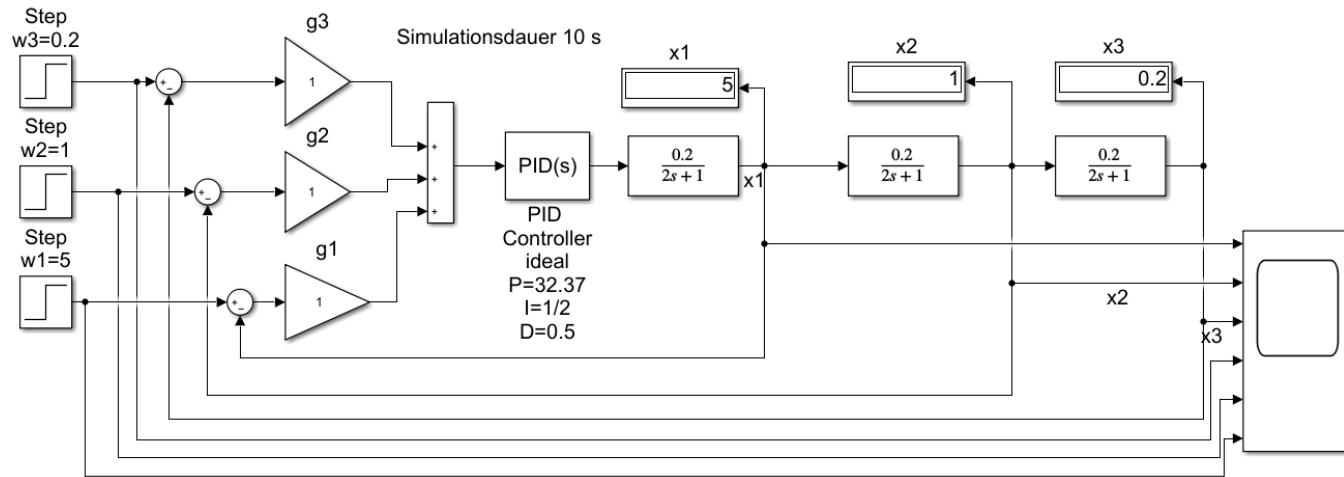 Step
w3=0.2
g3
Simulationsdauer 10 s
x1
x2
x3
+
-
1
5
1
0.2
Step
w2=1
g2
+
+
-
1
+
+
PID(s)
0.2
2s + 1
x1
0.2
2s + 1
0.2
2s + 1
PID
Controller
ideal
P=32.37
I=1/2
D=0.5
Step
w1=5
g1
+
-
1
x2
x3